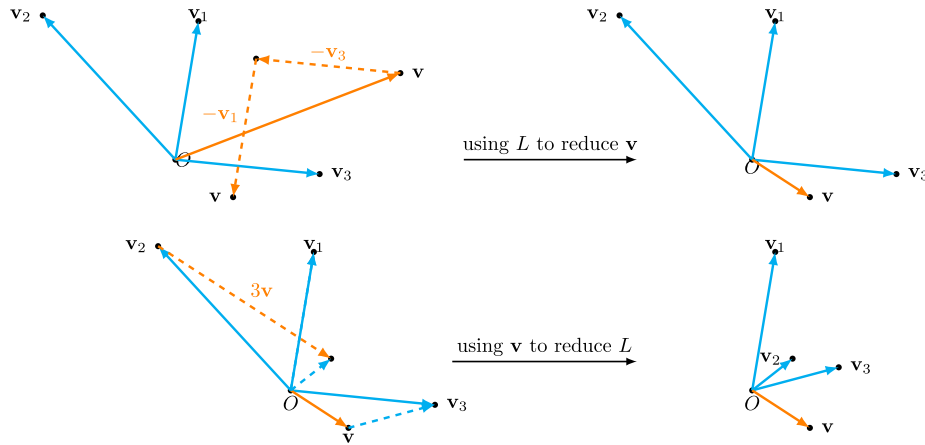 v₂
v₁
−v₃
v
−v₁
O
v₃
v
using L to reduce v
v₂
v₁
O
v₃
v
v₂
v₁
3v
O
v₃
v
using v to reduce L
v₁
v₂
v₃
O
v